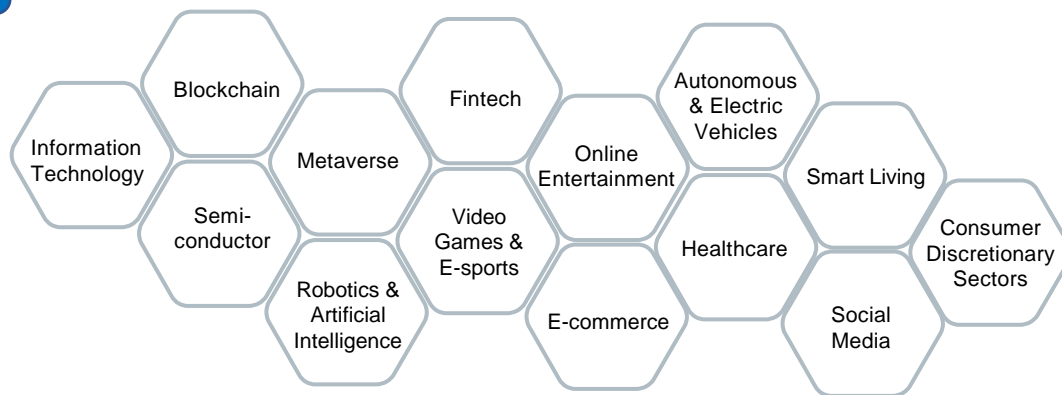 Information
Technology
Blockchain
Semi-
conductor
Metaverse
Robotics &
Artificial
Intelligence
Fintech
Video
Games &
E-sports
Online
Entertainment
E-commerce
Autonomous
& Electric
Vehicles
Healthcare
Smart Living
Social
Media
Consumer
Discretionary
Sectors